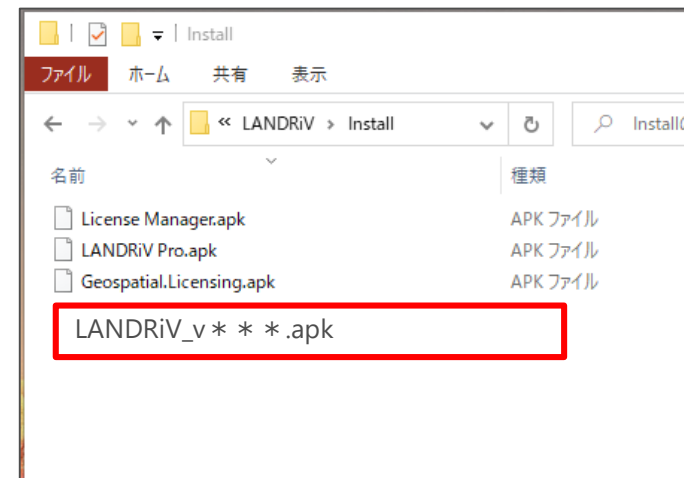 Install
ファイル ホーム 共有 表示
« LANDRiV › Install
Install
名前 種類
License Manager.apk APK ファイル
LANDRiV Pro.apk APK ファイル
Geospatial.Licensing.apk APK ファイル
LANDRiV_v＊＊＊.apk